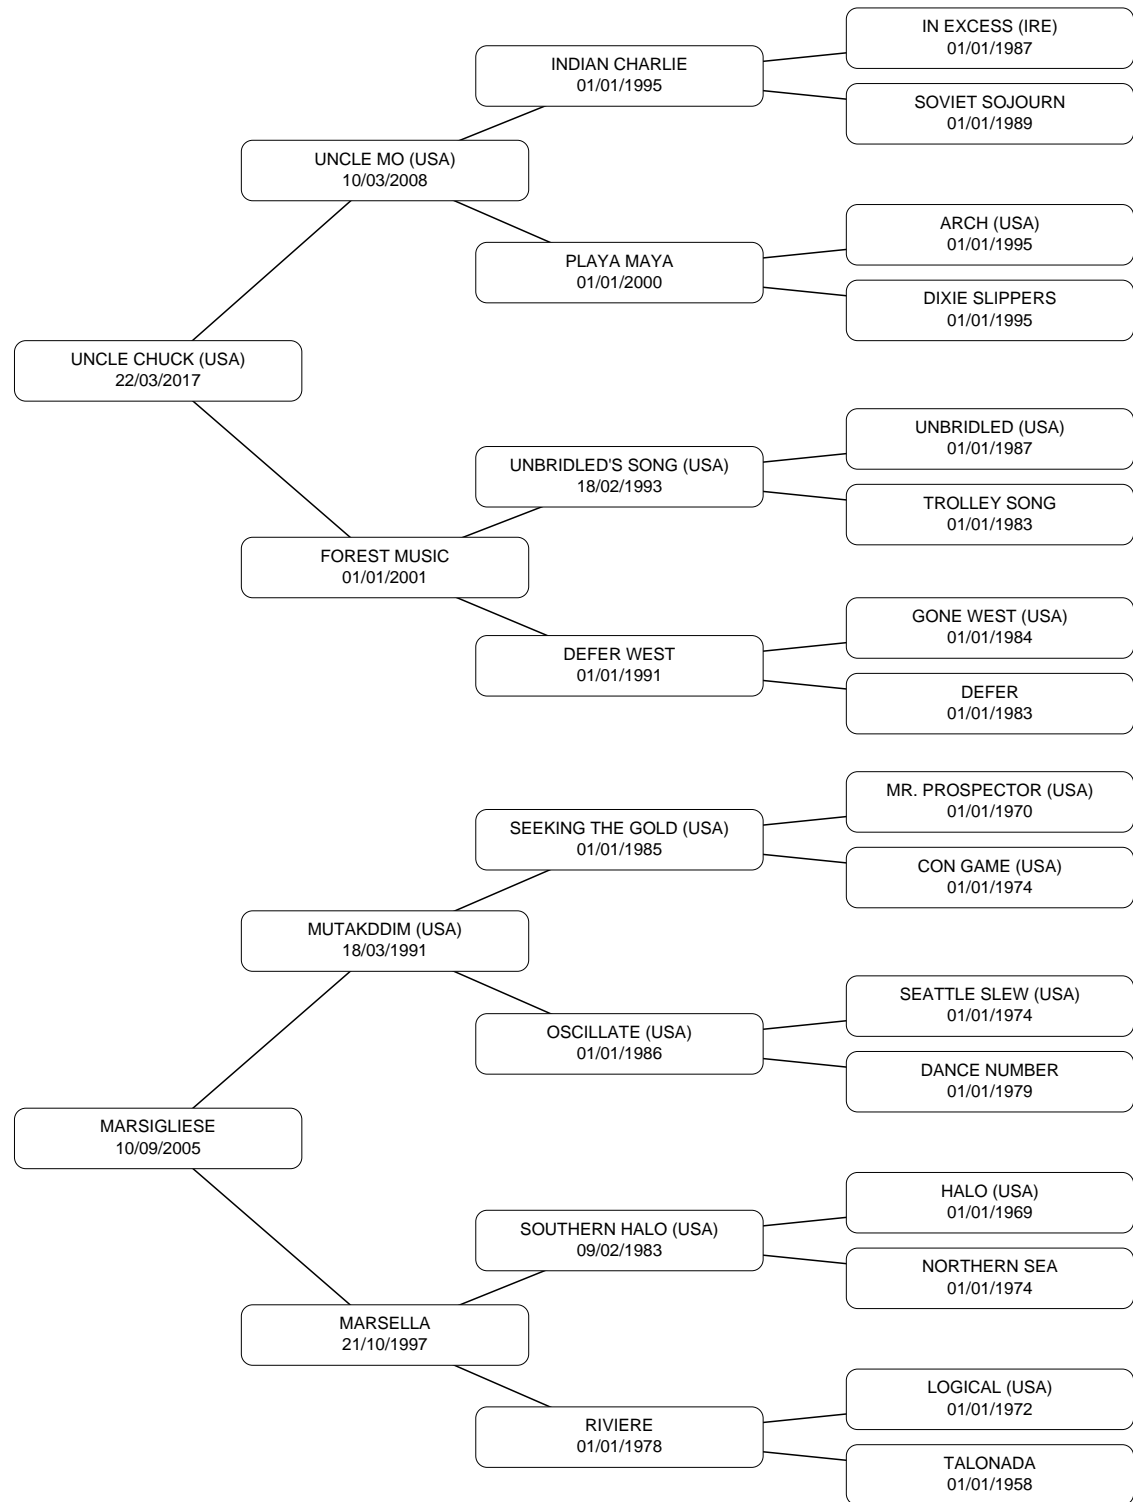 IN EXCESS (IRE)
01/01/1987
INDIAN CHARLIE
01/01/1995
SOVIET SOJOURN
01/01/1989
UNCLE MO (USA)
10/03/2008
ARCH (USA)
01/01/1995
PLAYA MAYA
01/01/2000
DIXIE SLIPPERS
01/01/1995
UNCLE CHUCK (USA)
22/03/2017
UNBRIDLED (USA)
01/01/1987
UNBRIDLED'S SONG (USA)
18/02/1993
TROLLEY SONG
01/01/1983
FOREST MUSIC
01/01/2001
GONE WEST (USA)
01/01/1984
DEFER WEST
01/01/1991
DEFER
01/01/1983
MR. PROSPECTOR (USA)
01/01/1970
SEEKING THE GOLD (USA)
01/01/1985
CON GAME (USA)
01/01/1974
MUTAKDDIM (USA)
18/03/1991
SEATTLE SLEW (USA)
01/01/1974
OSCILLATE (USA)
01/01/1986
DANCE NUMBER
01/01/1979
MARSIGLIESE
10/09/2005
HALO (USA)
01/01/1969
SOUTHERN HALO (USA)
09/02/1983
NORTHERN SEA
01/01/1974
MARSELLA
21/10/1997
LOGICAL (USA)
01/01/1972
RIVIERE
01/01/1978
TALONADA
01/01/1958